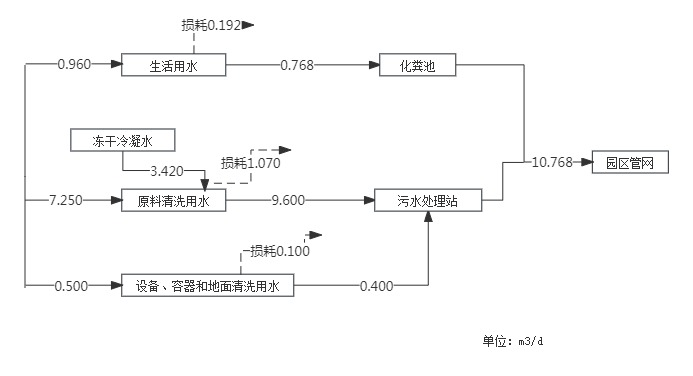 损耗0.192
0.960
生活用水
0.768
化粪池
冻干冷凝水
3.420
损耗1.070
10.768
园区管网
7.250
原料清洗用水
9.600
污水处理站
损耗0.100
0.500
设备、容器和地面清洗用水
0.400
单位: m3/d